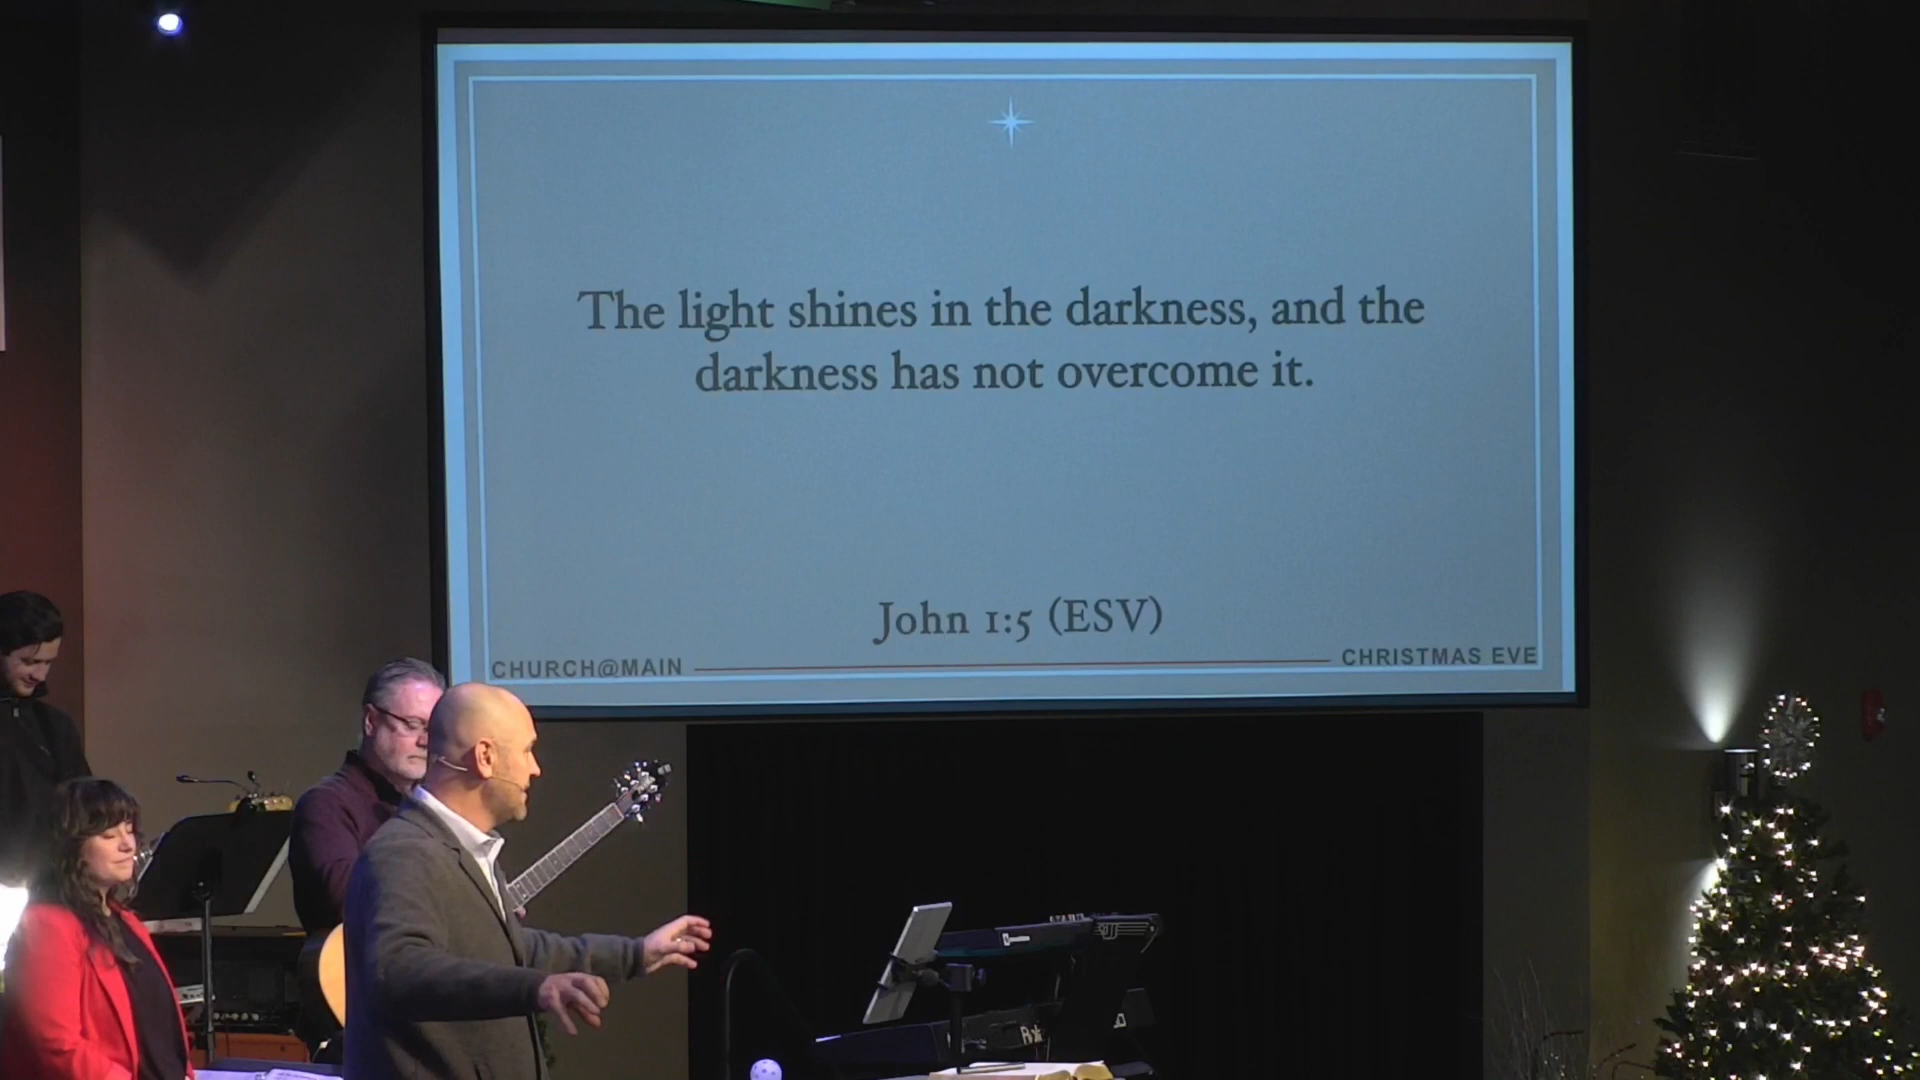 The light shines in the darkness, and the
darkness has not overcome it.
John 1:5 (ESV)
CHURCH@MAIN
CHRISTMAS EVE